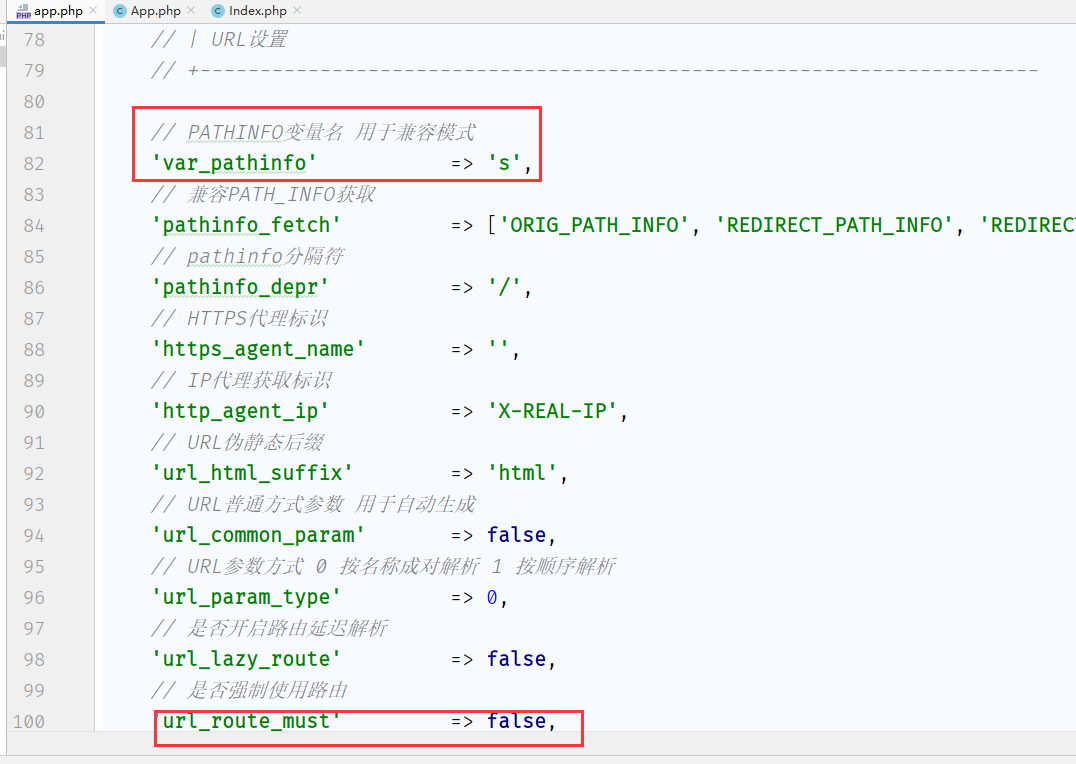 app.php App.php Index.php
78 // | URL设置
79 // +----------------------------------------------------------------------
80
81 // PATHINFO变量名 用于兼容模式
82 'var_pathinfo' => 's',
83 // 兼容PATH_INFO获取
84 'pathinfo_fetch' => ['ORIG_PATH_INFO', 'REDIRECT_PATH_INFO', 'REDIREC
85 // pathinfo分隔符
86 'pathinfo_depr' => '/',
87 // HTTPS代理标识
88 'https_agent_name' => '',
89 // IP代理获取标识
90 'http_agent_ip' => 'X-REAL-IP',
91 // URL伪静态后缀
92 'url_html_suffix' => 'html',
93 // URL普通方式参数 用于自动生成
94 'url_common_param' => false,
95 // URL参数方式 0 按名称成对解析 1 按顺序解析
96 'url_param_type' => 0,
97 // 是否开启路由延迟解析
98 'url_lazy_route' => false,
99 // 是否强制使用路由
100 'url_route_must' => false,